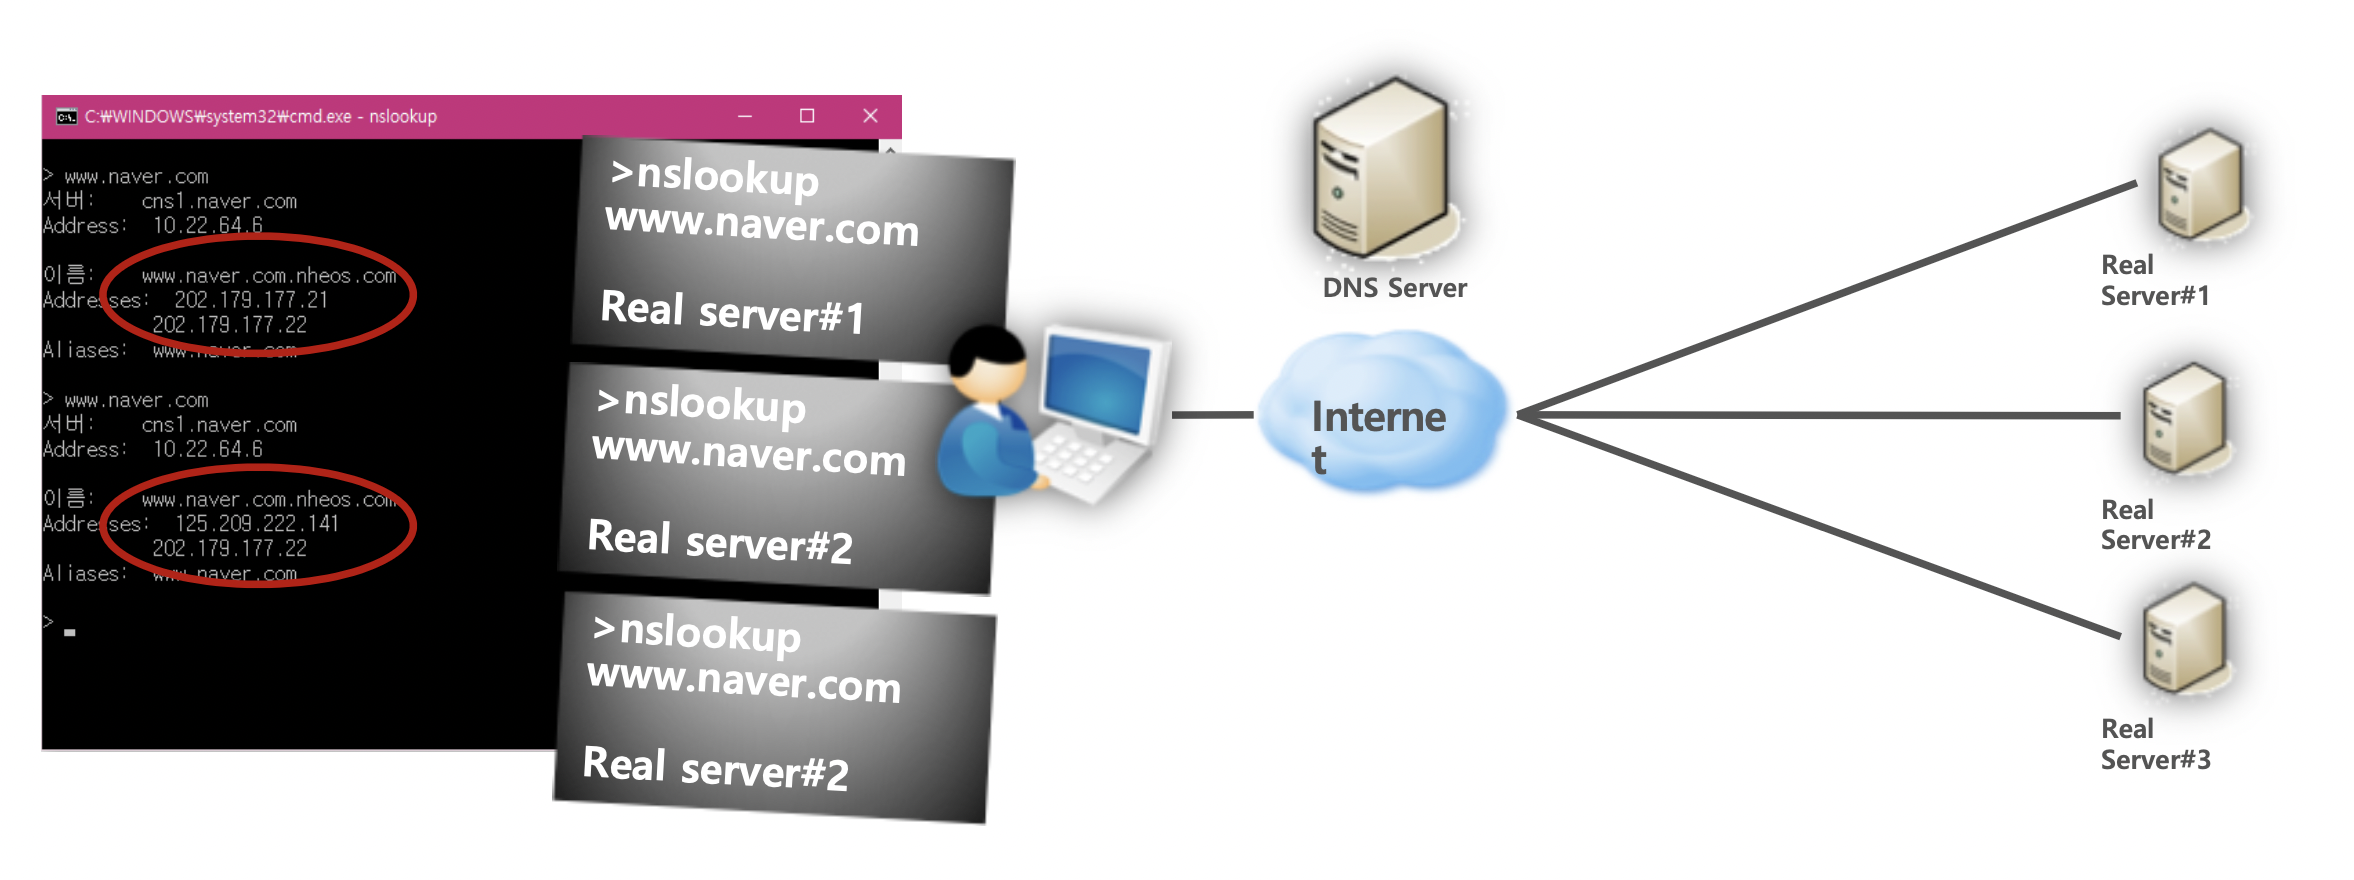 C:\WINDOWS\system32\cmd.exe - nslookup
> www.naver.com
서버:    cns1.naver.com
Address:  10.22.64.6
이름:    www.naver.com.nheos.com
Addresses:  202.179.177.21
202.179.177.22
Aliases:  www.naver.com
> www.naver.com
서버:    cns1.naver.com
Address:  10.22.64.6
이름:    www.naver.com.nheos.com
Addresses:  125.209.222.141
202.179.177.22
Aliases:  www.naver.com
>
>nslookup
www.naver.com
Real server#1
>nslookup
www.naver.com
Real server#2
>nslookup
www.naver.com
Real server#2
DNS Server
Interne
t
Real
Server#1
Real
Server#2
Real
Server#3